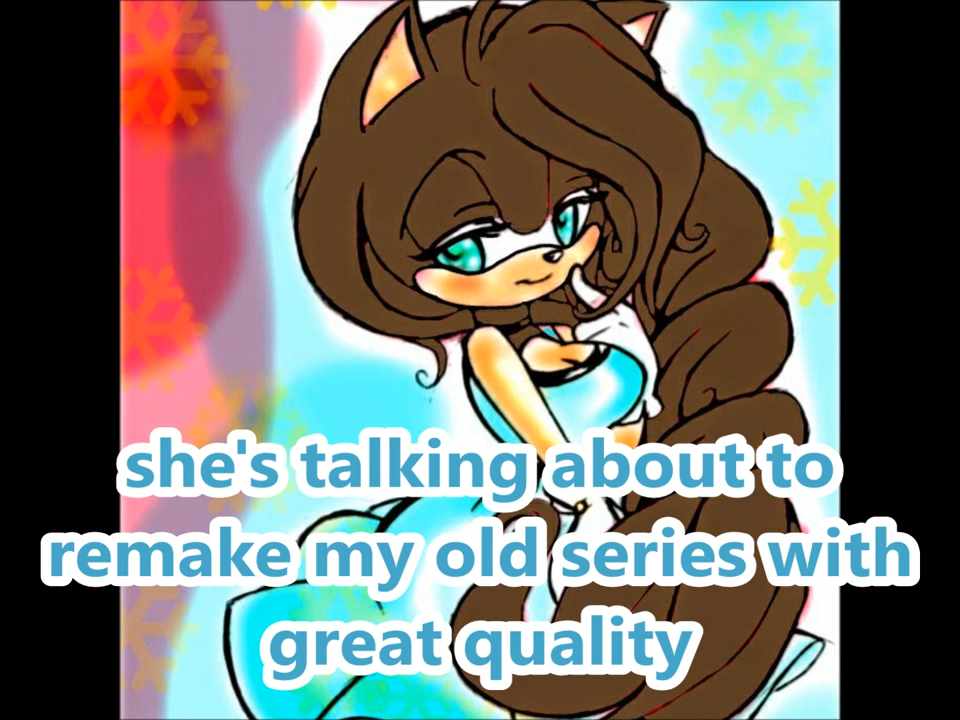 she's talking about to
remake my old series with
great quality